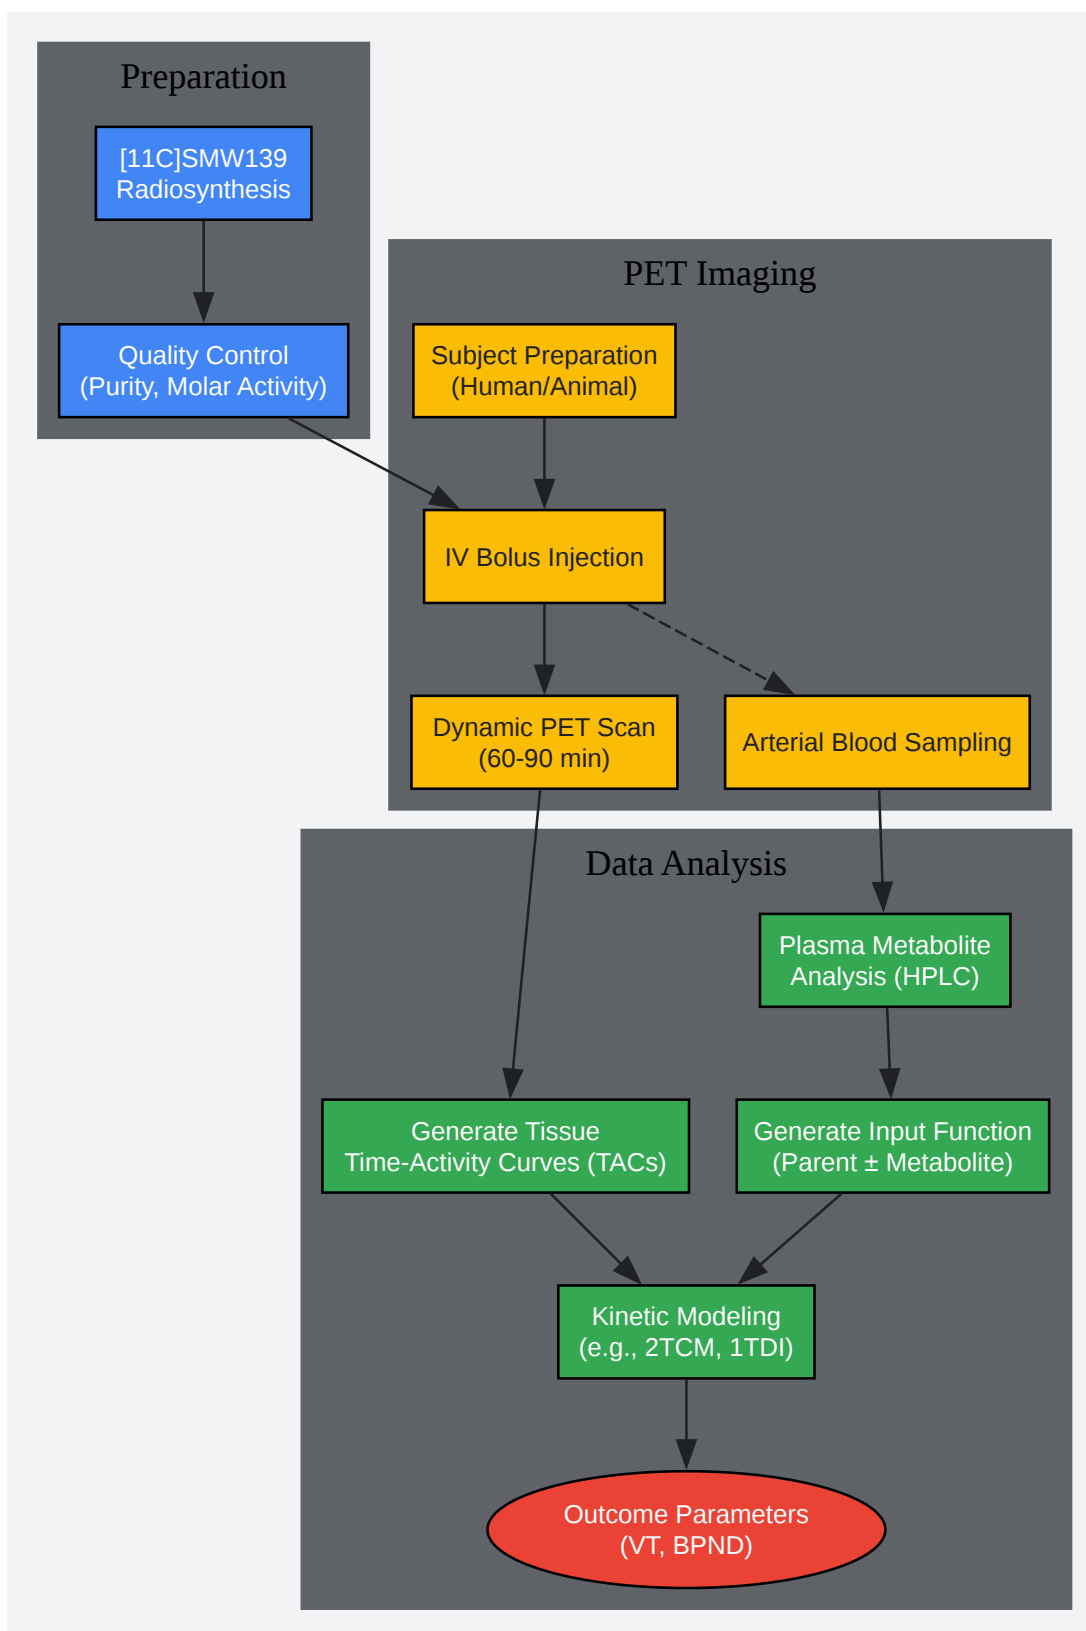 Preparation
[11C]SMW139
Radiosynthesis
Quality Control
(Purity, Molar Activity)
PET Imaging
Subject Preparation
(Human/Animal)
IV Bolus Injection
Dynamic PET Scan
(60-90 min)
Arterial Blood Sampling
Data Analysis
Plasma Metabolite
Analysis (HPLC)
Generate Tissue
Time-Activity Curves (TACs)
Generate Input Function
(Parent ± Metabolite)
Kinetic Modeling
(e.g., 2TCM, 1TDI)
Outcome Parameters
(VT, BPND)